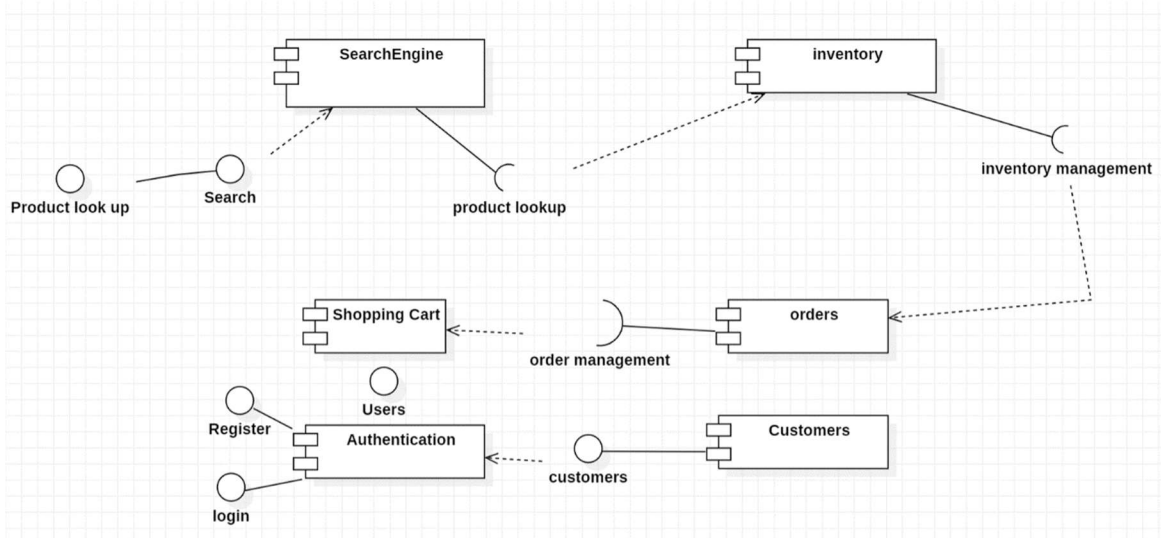 SearchEngine
inventory
Product look up
Search
product lookup
inventory management
Shopping Cart
order management
orders
Users
Register
Authentication
customers
Customers
login